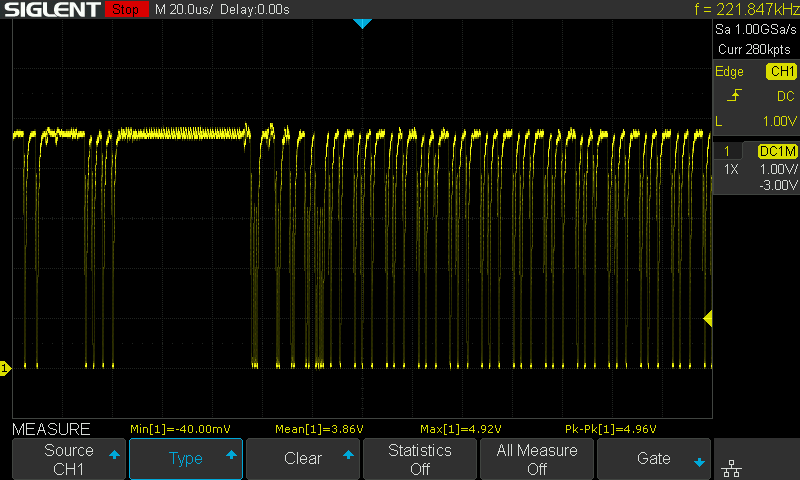 SIGLENT Stop M 20.0us/ Delay:0.00s f = 221.847kHz
Sa 1.00GSa/s
Curr 280kpts
Edge CH1
DC
L 1.00V
1 DC1M
1X 1.00V/
-3.00V
1
MEASURE Min[1]=-40.00mV Mean[1]=3.86V Max[1]=4.92V Pk-Pk[1]=4.96V
Source CH1
Type
Clear
Statistics Off
All Measure Off
Gate